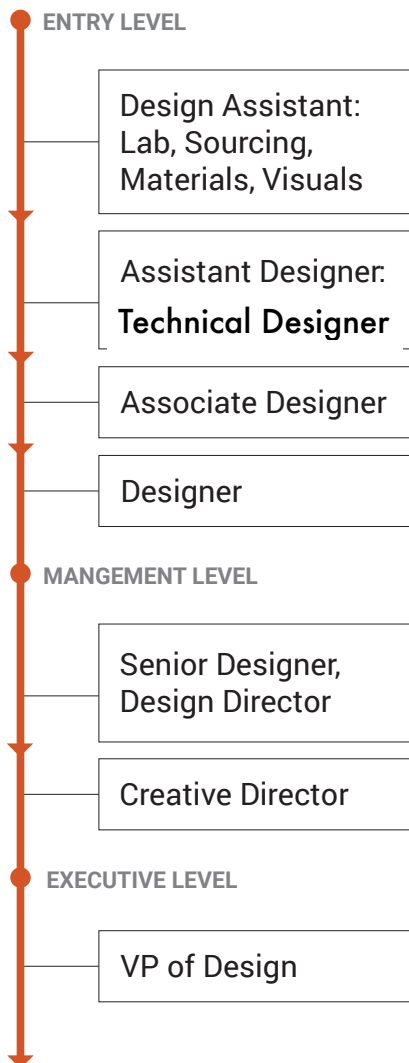 ENTRY LEVEL
Design Assistant:
Lab, Sourcing,
Materials, Visuals
Assistant Designer:
Technical Designer
Associate Designer
Designer
MANGEMENT LEVEL
Senior Designer,
Design Director
Creative Director
EXECUTIVE LEVEL
VP of Design